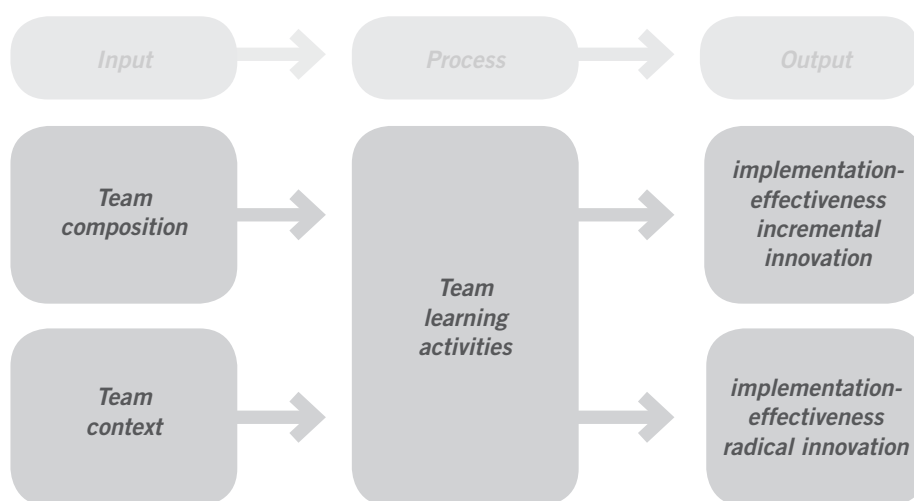 Input
Process
Output
Team
composition
Team
learning
activities
implementation-
effectiveness
incremental
innovation
Team
context
implementation-
effectiveness
radical innovation